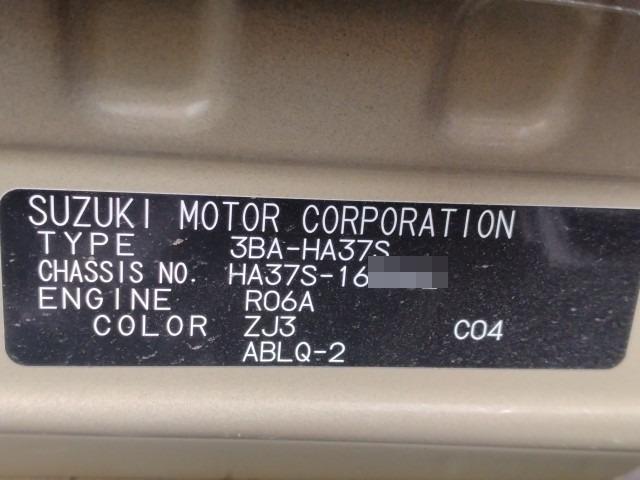 SUZUKI MOTOR CORPORATION
TYPE 3BA-HA37S
CHASSIS NO. HA37S-16
ENGINE R06A
COLOR ZJ3 C04
ABLQ-2